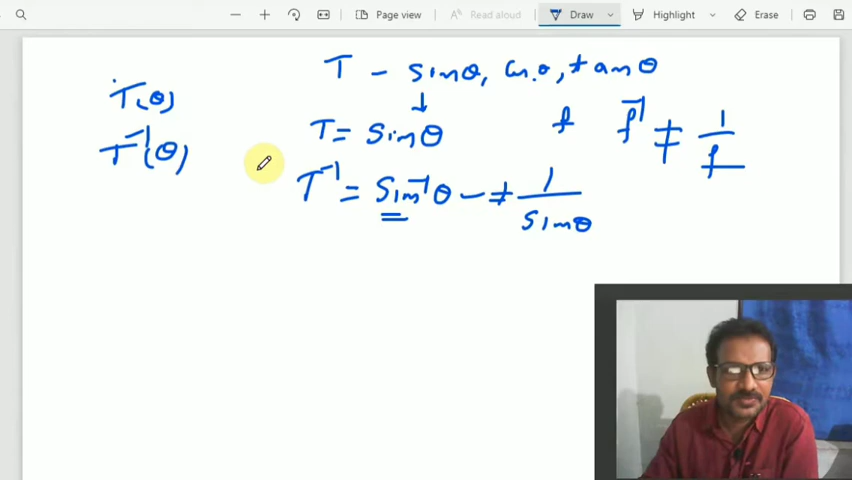 Page view
Read aloud
Draw
Highlight
Erase
T - sinθ, cosθ, tanθ
T(θ)
T = sinθ
f f⁻¹ ≠ 1/f
T⁻¹(θ)
T⁻¹ = Sin⁻¹θ - ≠ 1/sinθ